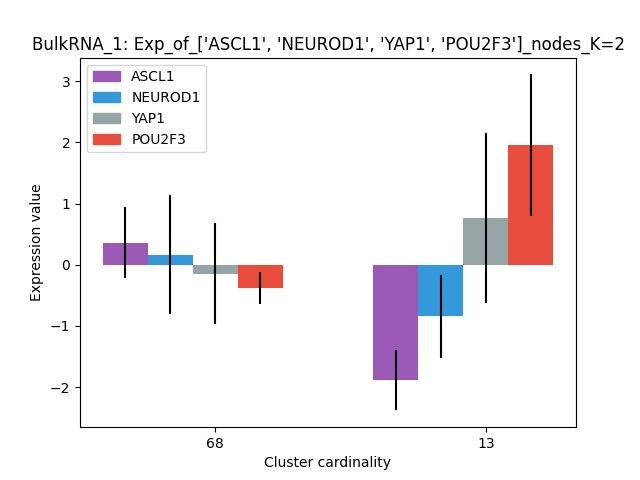 BulkRNA_1: Exp_of_['ASCL1', 'NEUROD1', 'YAP1', 'POU2F3']_nodes_K=2
ASCL1
NEUROD1
YAP1
POU2F3
Expression value
3
2
1
0
−1
−2
68
13
Cluster cardinality